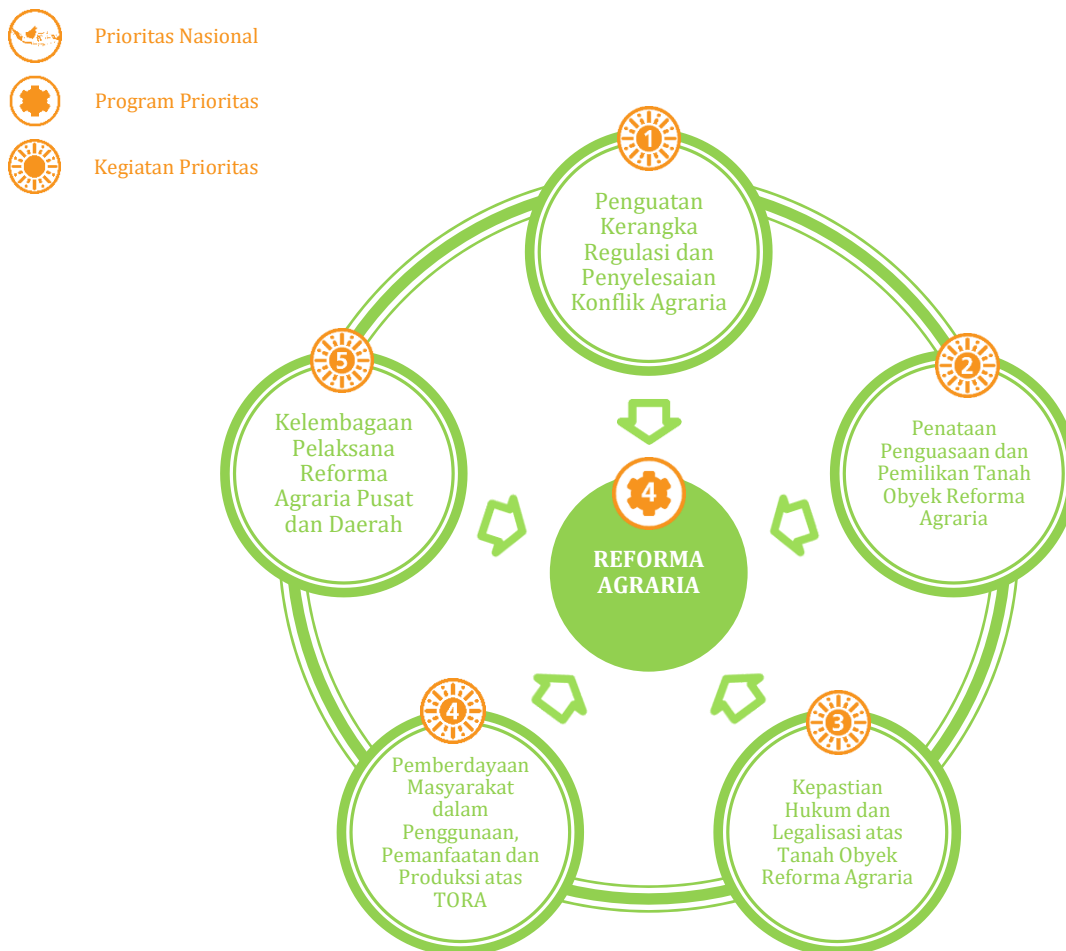 Prioritas Nasional
Program Prioritas
Kegiatan Prioritas
1
Penguatan
Kerangka
Regulasi dan
Penyelesaian
Konflik Agraria
2
Penataan
Penguasaan dan
Pemilikan Tanah
Obyek Reforma
Agraria
3
Kepastian
Hukum dan
Legalisasi atas
Tanah Obyek
Reforma Agraria
4
Pemberdayaan
Masyarakat
dalam
Penggunaan,
Pemanfaatan dan
Produksi atas
TORA
5
Kelembagaan
Pelaksana
Reforma
Agraria Pusat
dan Daerah
4
REFORMA
AGRARIA